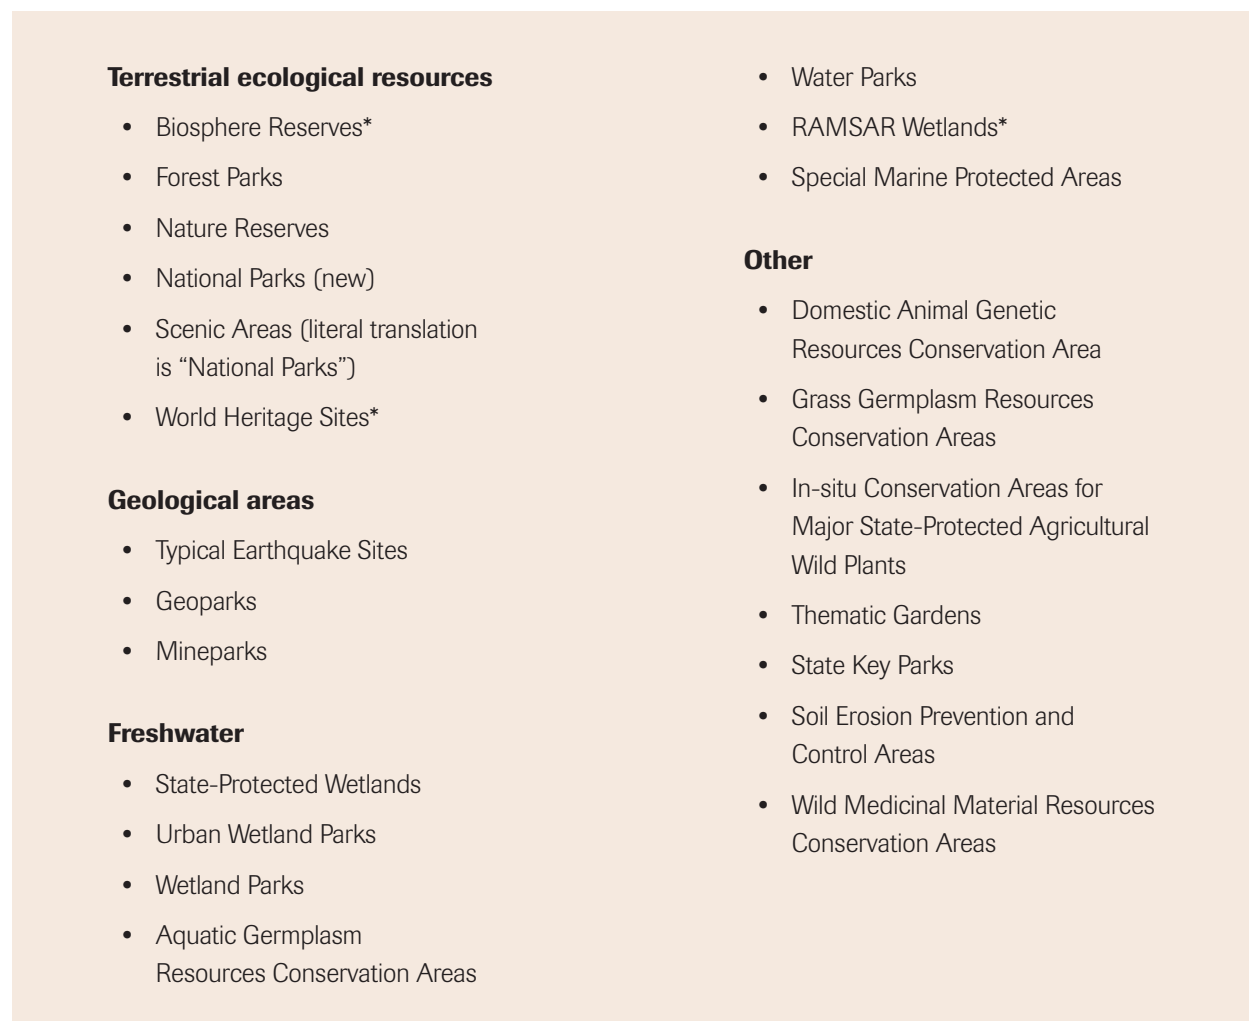 Terrestrial ecological resources
• Biosphere Reserves*
• Forest Parks
• Nature Reserves
• National Parks (new)
• Scenic Areas (literal translation
is “National Parks”)
• World Heritage Sites*
Geological areas
• Typical Earthquake Sites
• Geoparks
• Mineparks
Freshwater
• State-Protected Wetlands
• Urban Wetland Parks
• Wetland Parks
• Aquatic Germplasm
Resources Conservation Areas
• Water Parks
• RAMSAR Wetlands*
• Special Marine Protected Areas
Other
• Domestic Animal Genetic
Resources Conservation Area
• Grass Germplasm Resources
Conservation Areas
• In-situ Conservation Areas for
Major State-Protected Agricultural
Wild Plants
• Thematic Gardens
• State Key Parks
• Soil Erosion Prevention and
Control Areas
• Wild Medicinal Material Resources
Conservation Areas